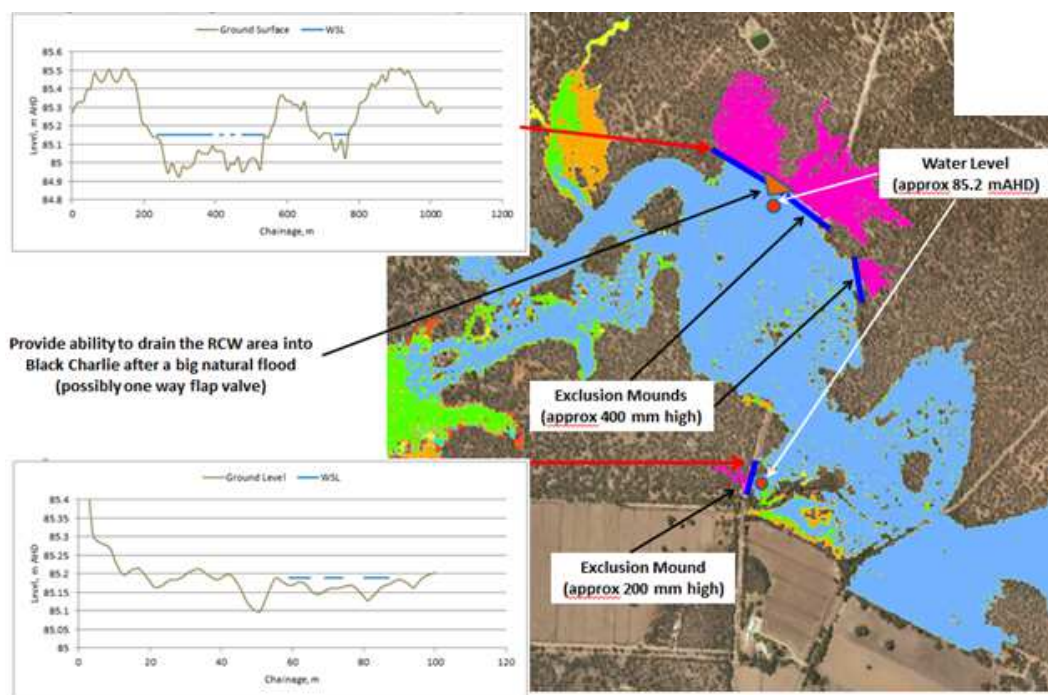 Ground Surface
WSL
85.6
85.5
85.4
85.3
85.2
85.1
85
84.9
84.8
Level, m AHD
0
200
400
600
800
1000
1200
Chainage, m
Water Level
(approx 85.2 mAHD)
Provide ability to drain the RCW area into
Black Charlie after a big natural flood
(possibly one way flap valve)
Exclusion Mounds
(approx 400 mm high)
Ground Level
WSL
85.4
85.35
85.3
85.25
85.2
85.15
85.1
85.05
85
Level, m AHD
0
20
40
60
80
100
120
Chainage, m
Exclusion Mound
(approx 200 mm high)